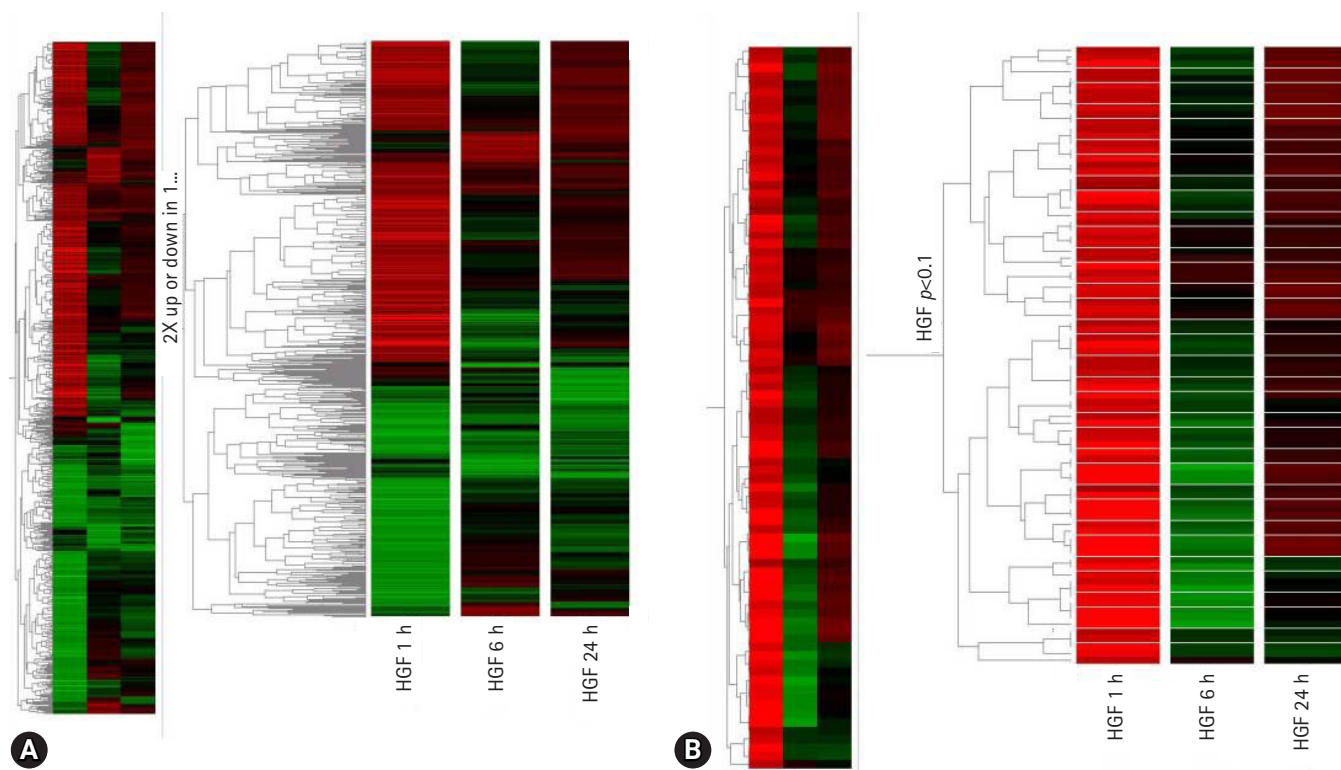 2X up or down in 1...
HGF 1 h
HGF 6 h
HGF 24 h
A
HGF p<0.1
HGF 1 h
HGF 6 h
HGF 24 h
B